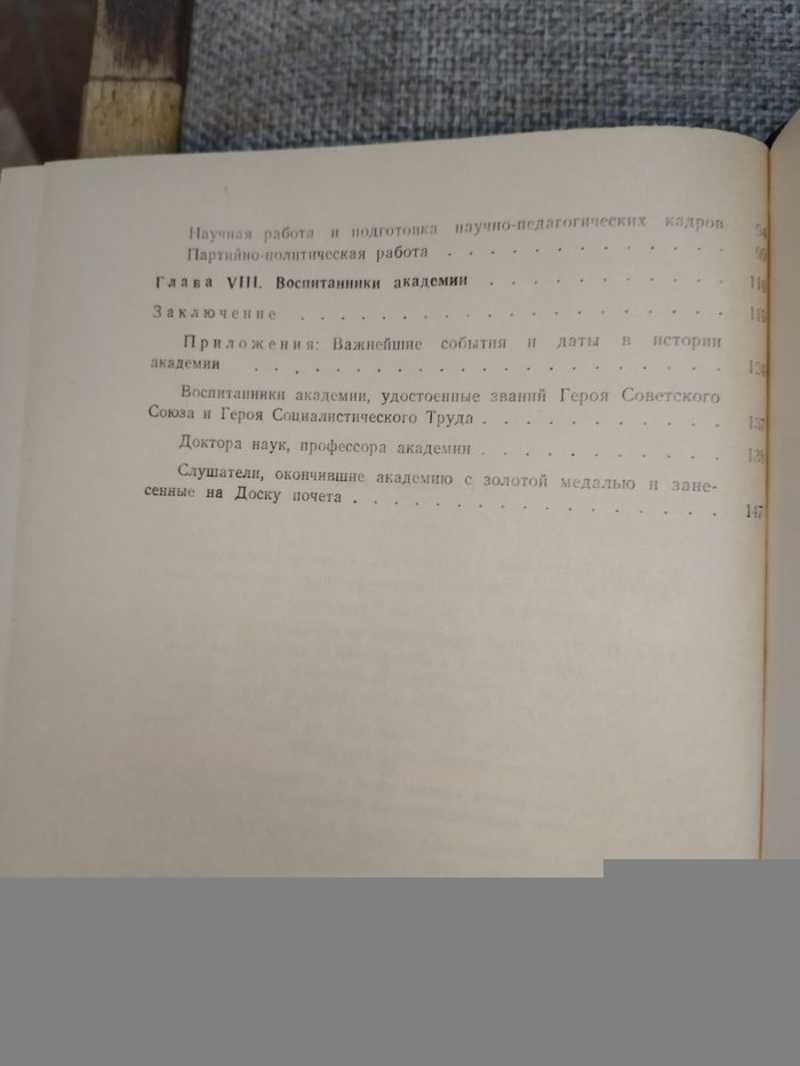 Научная работа и подготовка научно-педагогических кадров 94
Партийно-политическая работа . . . . . . . . . . . .
Глава VIII. Воспитанники академии . . . . . . . . . .
Заключение . . . . . . . . . . . . . . . . .
Приложения: Важнейшие события и даты в истории
академии . . . . . . . . . . . . . . . . . . .
Воспитанники академии, удостоенные званий Героя Советского
Союза и Героя Социалистического Труда . . . . . . . . . . 137
Доктора наук, профессора академии . . . . . . . . . .
Слушатели, окончившие академию с золотой медалью и зане-
сенные на Доску почета . . . . . . . . . . . . . . 147